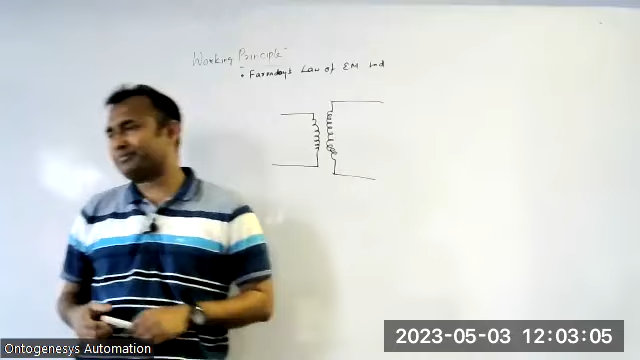 Working Principle
Faraday's Law of EM Ind
Ontogenesys Automation
2023-05-03 12:03:05